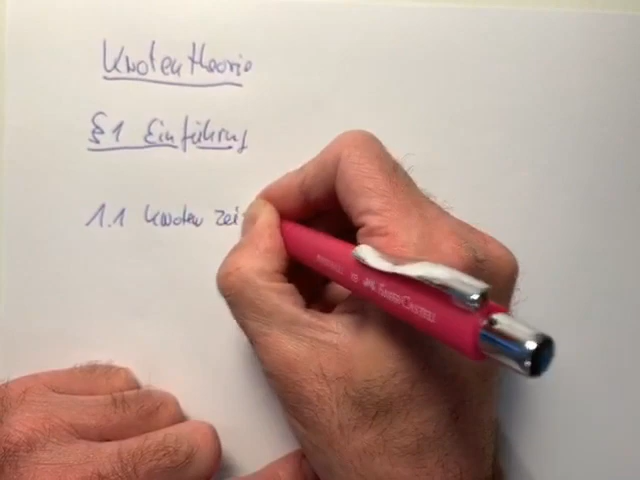 Knotentheorie
§1 Einführung
1.1 Knoten zei
FABER-CASTELL